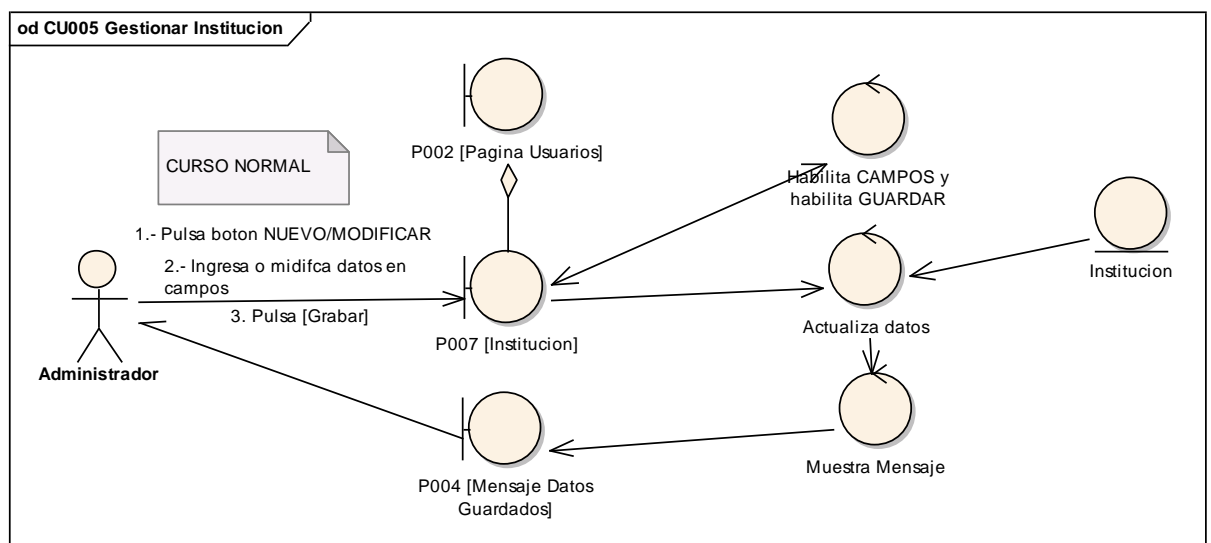 od CU005 Gestionar Institucion
P002 [Pagina Usuarios]
CURSO NORMAL
Habilita CAMPOS y
habilita GUARDAR
1.- Pulsa boton NUEVO/MODIFICAR
2.- Ingresa o midifca datos en
campos
3. Pulsa [Grabar]
Institucion
Actualiza datos
P007 [Institucion]
Administrador
Muestra Mensaje
P004 [Mensaje Datos
Guardados]